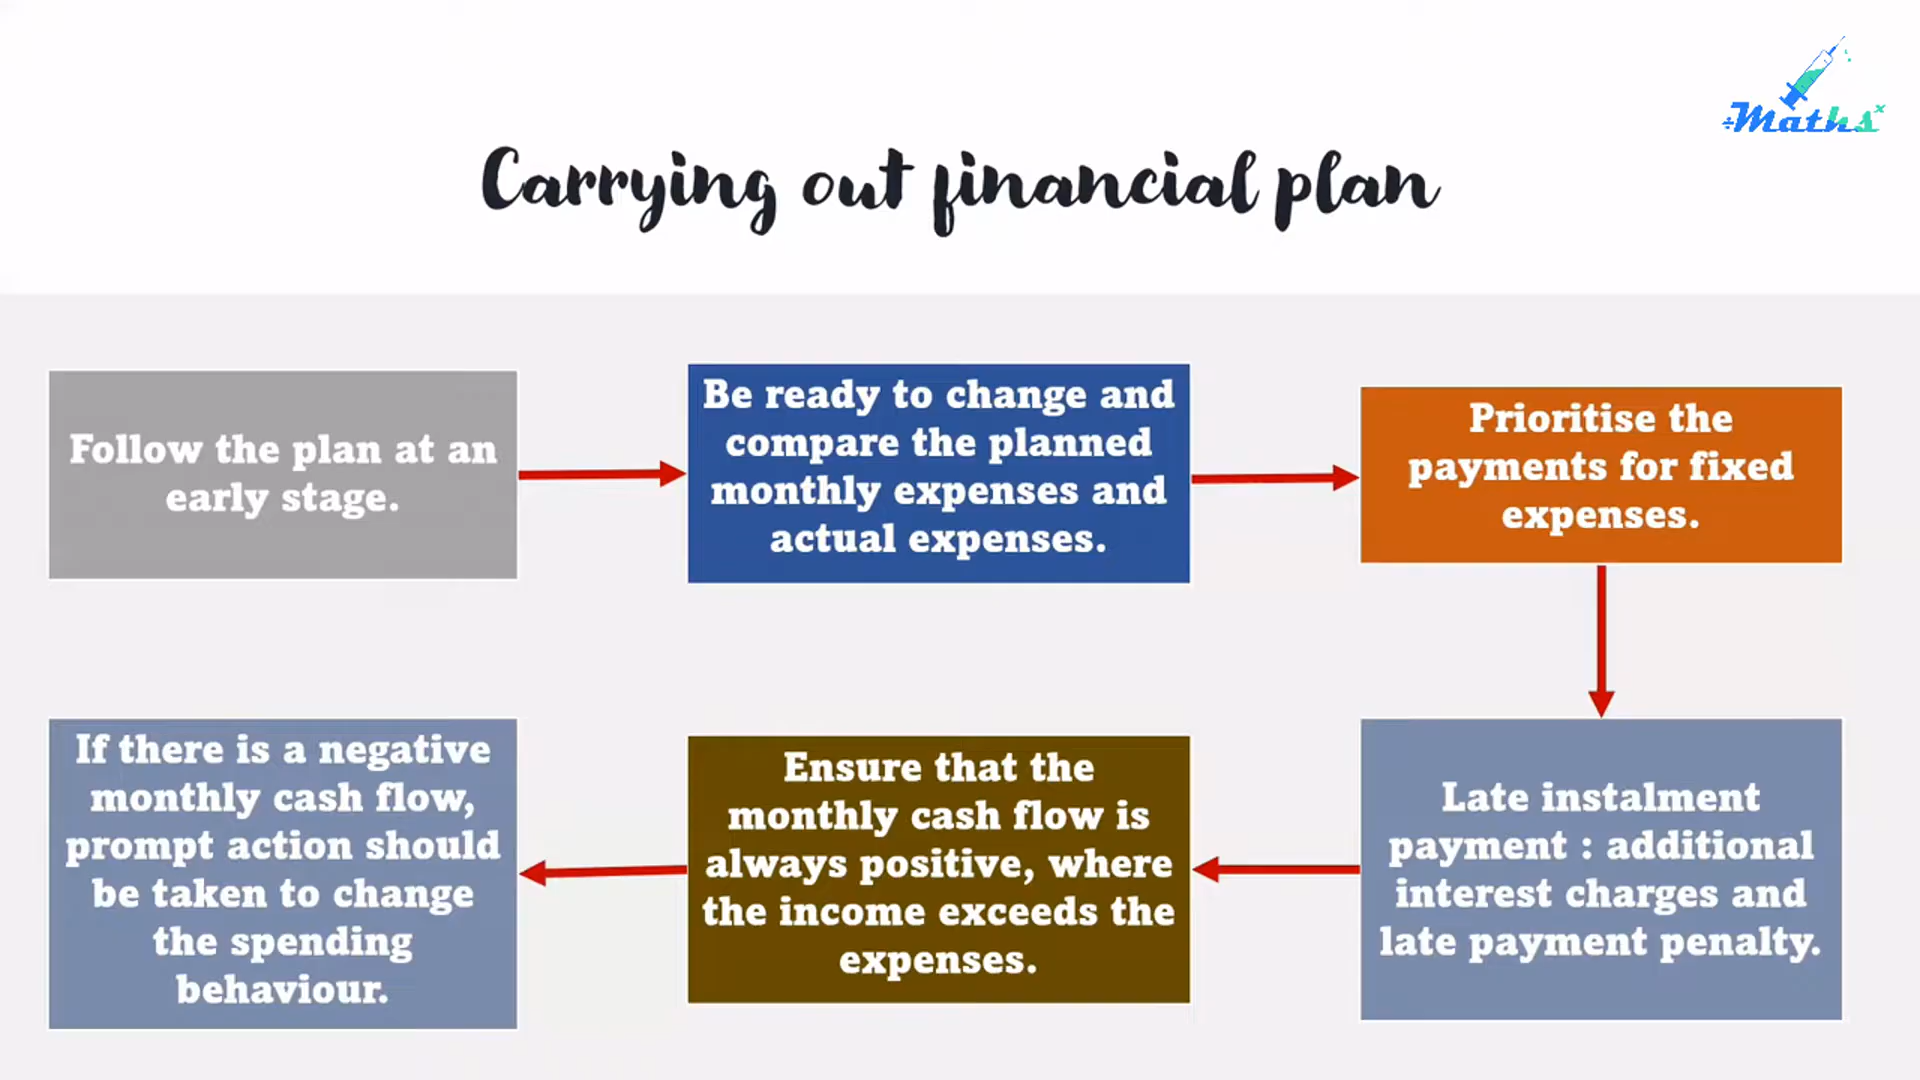 ÷Maths×
Carrying out financial plan
Follow the plan at an
early stage.
Be ready to change and
compare the planned
monthly expenses and
actual expenses.
Prioritise the
payments for fixed
expenses.
Late instalment
payment : additional
interest charges and
late payment penalty.
Ensure that the
monthly cash flow is
always positive, where
the income exceeds the
expenses.
If there is a negative
monthly cash flow,
prompt action should
be taken to change
the spending
behaviour.